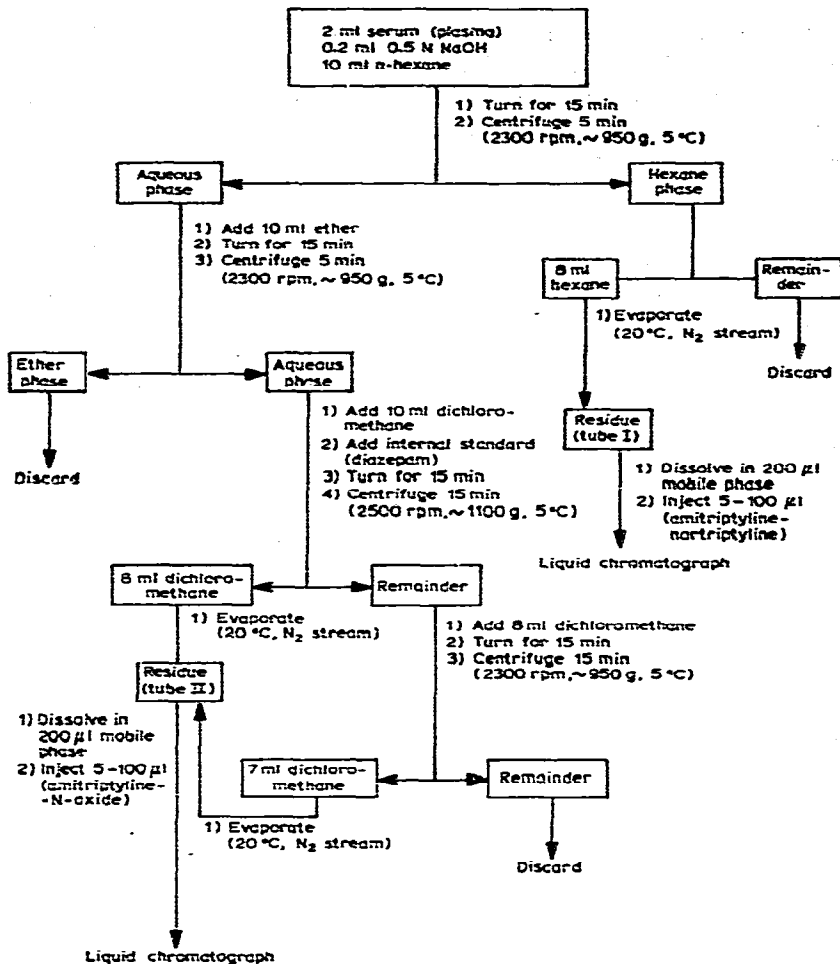 2 ml serum (plasma)
0.2 ml 0.5 N NaOH
10 ml n-hexane
1) Turn for 15 min
2) Centrifuge 5 min
(2300 rpm, ~ 950 g, 5 °C)
Aqueous
phase
Hexane
phase
1) Add 10 ml ether
2) Turn for 15 min
3) Centrifuge 5 min
(2300 rpm, ~ 950 g, 5 °C)
8 ml
hexane
Remain-
der
1) Evaporate
(20 °C, N₂ stream)
Discard
Ether
phase
Aqueous
phase
Discard
1) Add 10 ml dichloro-
methane
2) Add internal standard
(diazepam)
3) Turn for 15 min
4) Centrifuge 15 min
(2500 rpm, ~ 1100 g, 5 °C)
Residue
(tube I)
1) Dissolve in 200 µl
mobile phase
2) Inject 5-100 µl
(amitriptyline-
nortriptyline)
Liquid chromatograph
8 ml dichloro-
methane
Remainder
1) Evaporate
(20 °C, N₂ stream)
1) Add 8 ml dichloromethane
2) Turn for 15 min
3) Centrifuge 15 min
(2300 rpm, ~ 950 g, 5 °C)
Residue
(tube II)
1) Dissolve in
200 µl mobile
phase
2) Inject 5-100 µl
(amitriptyline-
-N-oxide)
7 ml dichloro-
methane
Remainder
1) Evaporate
(20 °C, N₂ stream)
Discard
Liquid chromatograph